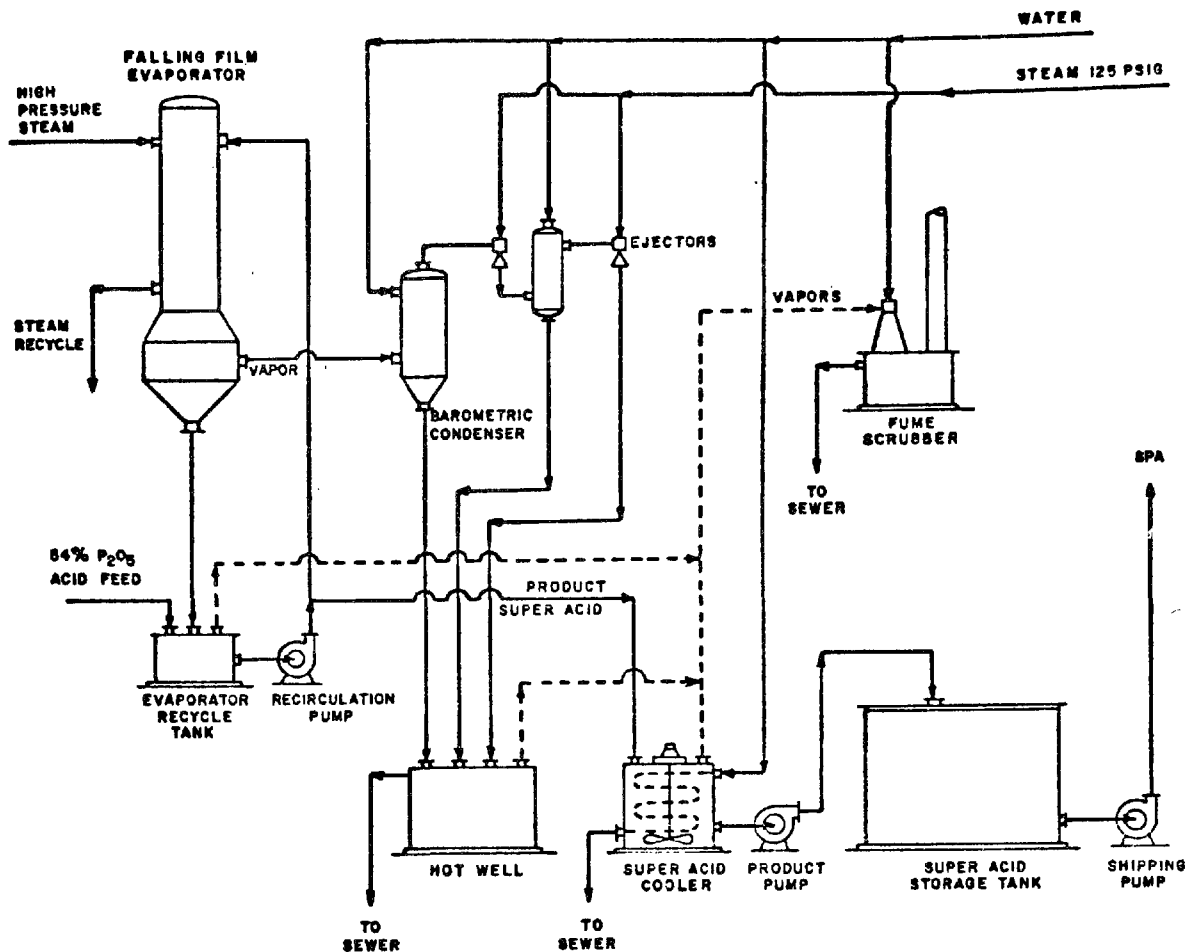 WATER
FALLING FILM
EVAPORATOR
STEAM 125 PSIG
HIGH
PRESSURE
STEAM
EJECTORS
VAPORS
STEAM
RECYCLE
VAPOR
BAROMETRIC
CONDENSER
FUME
SCRUBBER
SPA
TO
SEWER
54% P₂O₅
ACID FEED
PRODUCT
SUPER ACID
EVAPORATOR
RECYCLE
TANK
RECIRCULATION
PUMP
HOT WELL
SUPER ACID
COOLER
PRODUCT
PUMP
SUPER ACID
STORAGE TANK
SHIPPING
PUMP
TO
SEWER
TO
SEWER